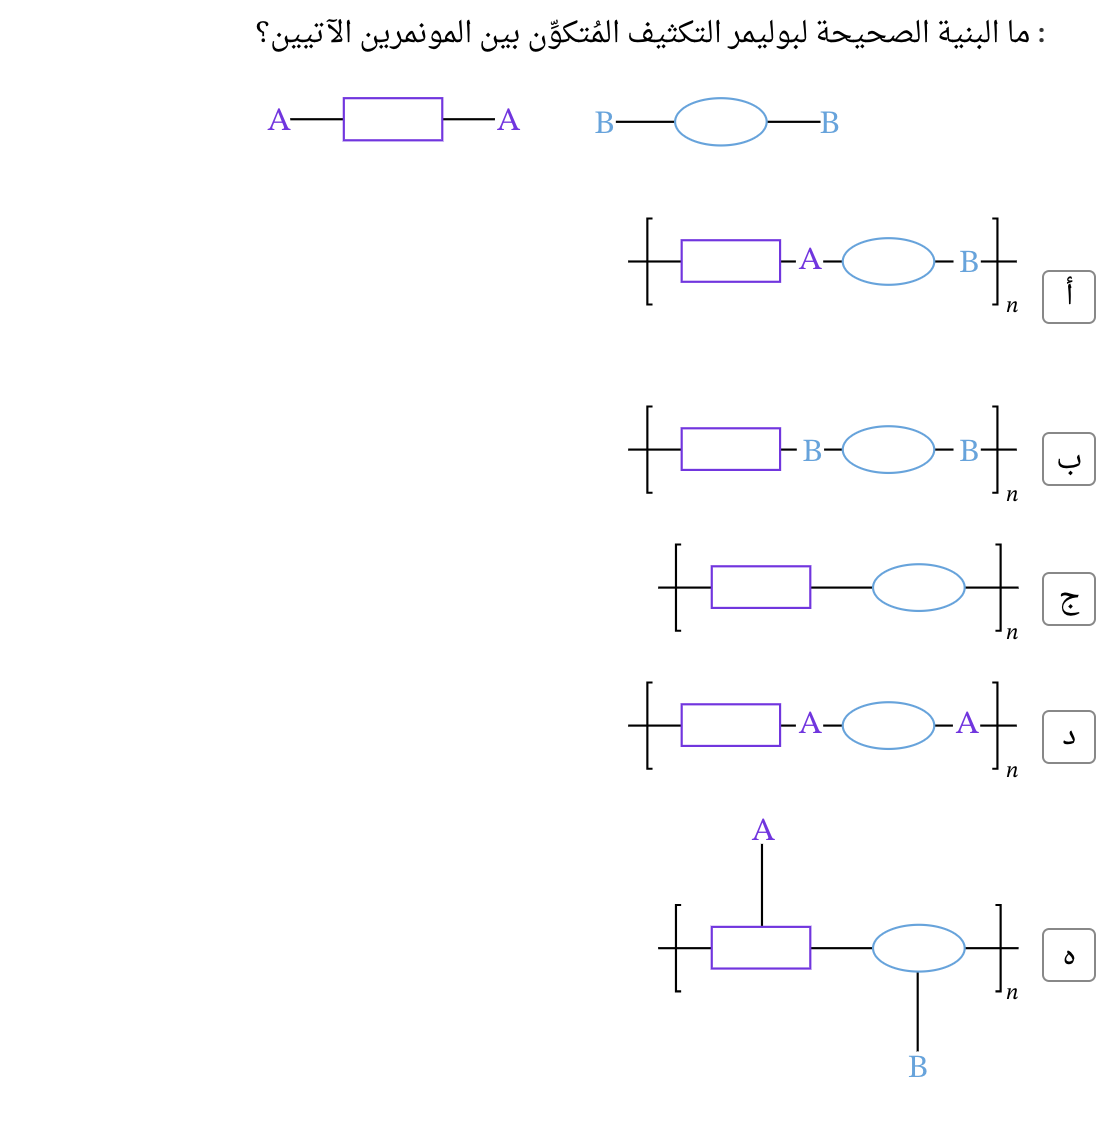 : ما البنية الصحيحة لبوليمر التكثيف المُتكوِّن بين المونمرين الآتيين؟
A A B B
A B n
أ
B B n
ب
n
ج
A A n
د
A
n
ه
B